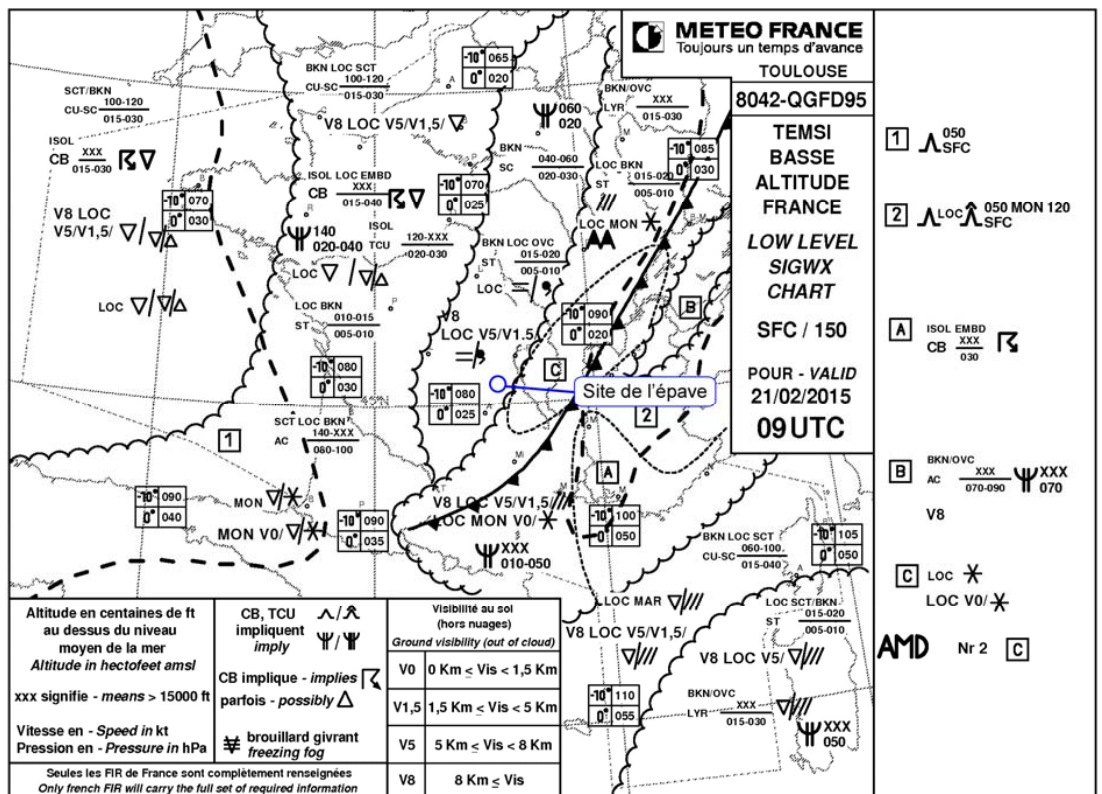 METEO FRANCE
Toujours un temps d'avance
TOULOUSE
8042-QGFD95
TEMSI
BASSE
ALTITUDE
FRANCE
LOW LEVEL
SIGWX
CHART
SFC / 150
POUR - VALID
21/02/2015
09 UTC
1 050
SFC
2 LOC 050 MON 120
SFC
A ISOL EMBD
CB XXX
030
B BKN/OVC
AC XXX
070-090
XXX
070
V8
C LOC
LOC V0/
AMD Nr 2 C
SCT/BKN
CU-SC 100-120
015-030
ISOL
CB XXX
015-030
-10° 070
0° 030
V8 LOC
V5/V1,5/
LOC
BKN LOC SCT
CU-SC 100-120
015-030
-10° 065
0° 020
V8 LOC V5/V1,5/
ISOL LOC EMBD
CB XXX
015-040
-10° 070
0° 025
140
020-040
ISOL
TCU 120-XXX
020-030
LOC
LOC BKN
ST 010-015
005-010
-10° 080
0° 030
060
020
BKN
SC 040-060
020-030
BKN/OVC
LYR XXX
015-030
-10° 085
0° 030
LOC BKN
ST 015-020
005-010
LOC MON
BKN LOC OVC
ST 015-020
005-010
LOC
V8
LOC V5/V1.5/
-10° 090
0° 020
B
C
Site de l'épave
-10° 080
0° 025
2
1
SCT LOC BKN
AC 140-XXX
080-100
A
-10° 090
0° 040
MON
MON V0/
-10° 090
0° 035
V8 LOC V5/V1,5/
LOC MON V0/
XXX
010-050
-10° 100
0° 050
BKN LOC SCT
CU-SC 060-100
015-040
-10° 105
0° 050
LOC MAR
V8 LOC V5/V1,5/
LOC SCT/BKN
ST 015-020
005-010
V8 LOC V5/
-10° 110
0° 055
BKN/OVC
LYR XXX
015-030
XXX
050
Altitude en centaines de ft
au dessus du niveau
moyen de la mer
Altitude in hectofeet amsl
xxx signifie - means > 15000 ft
Vitesse en - Speed in kt
Pression en - Pressure in hPa
CB, TCU /
impliquent
imply /
CB implique - implies
parfois - possibly
brouillard givrant
freezing fog
Visibilité au sol
(hors nuages)
Ground visibility (out of cloud)
V0 0 Km ≤ Vis < 1,5 Km
V1,5 1,5 Km ≤ Vis < 5 Km
V5 5 Km ≤ Vis < 8 Km
V8 8 Km ≤ Vis
Seules les FIR de France sont complètement renseignées
Only french FIR will carry the full set of required information